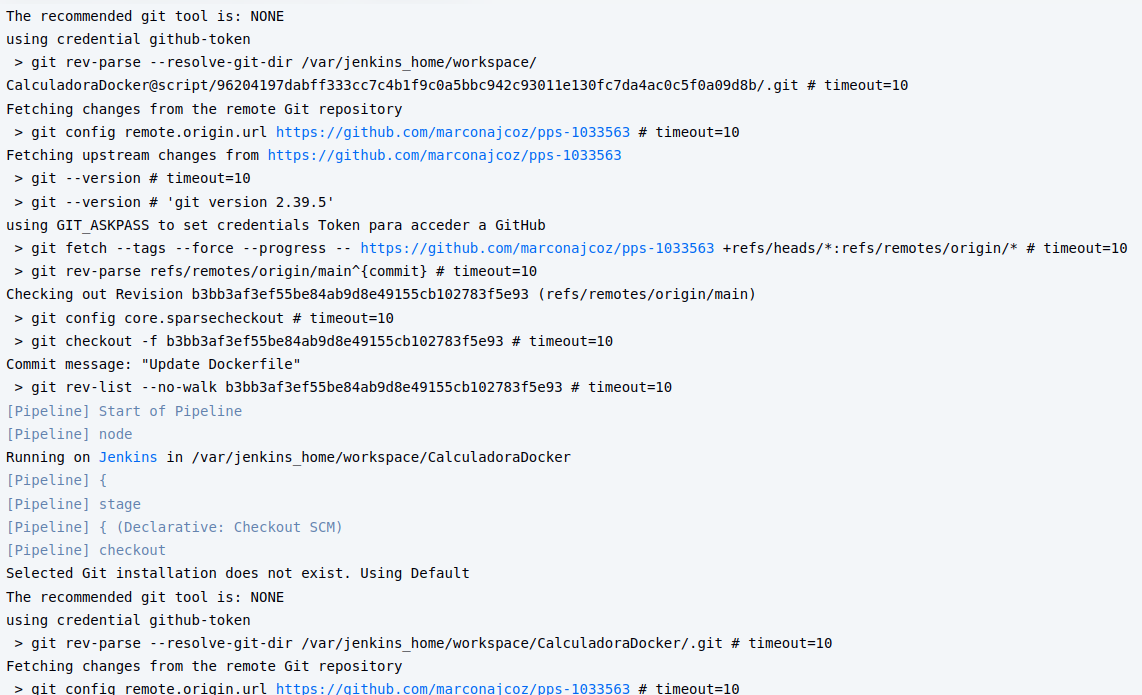 The recommended git tool is: NONE
using credential github-token
 > git rev-parse --resolve-git-dir /var/jenkins_home/workspace/
CalculadoraDocker@script/96204197dabff333cc7c4b1f9c0a5bbc942c93011e130fc7da4ac0c5f0a09d8b/.git # timeout=10
Fetching changes from the remote Git repository
 > git config remote.origin.url https://github.com/marconajcoz/pps-1033563 # timeout=10
Fetching upstream changes from https://github.com/marconajcoz/pps-1033563
 > git --version # timeout=10
 > git --version # 'git version 2.39.5'
using GIT_ASKPASS to set credentials Token para acceder a GitHub
 > git fetch --tags --force --progress -- https://github.com/marconajcoz/pps-1033563 +refs/heads/*:refs/remotes/origin/* # timeout=10
 > git rev-parse refs/remotes/origin/main^{commit} # timeout=10
Checking out Revision b3bb3af3ef55be84ab9d8e49155cb102783f5e93 (refs/remotes/origin/main)
 > git config core.sparsecheckout # timeout=10
 > git checkout -f b3bb3af3ef55be84ab9d8e49155cb102783f5e93 # timeout=10
Commit message: "Update Dockerfile"
 > git rev-list --no-walk b3bb3af3ef55be84ab9d8e49155cb102783f5e93 # timeout=10
[Pipeline] Start of Pipeline
[Pipeline] node
Running on Jenkins in /var/jenkins_home/workspace/CalculadoraDocker
[Pipeline] {
[Pipeline] stage
[Pipeline] { (Declarative: Checkout SCM)
[Pipeline] checkout
Selected Git installation does not exist. Using Default
The recommended git tool is: NONE
using credential github-token
 > git rev-parse --resolve-git-dir /var/jenkins_home/workspace/CalculadoraDocker/.git # timeout=10
Fetching changes from the remote Git repository
 > git config remote.origin.url https://github.com/marconajcoz/pps-1033563 # timeout=10